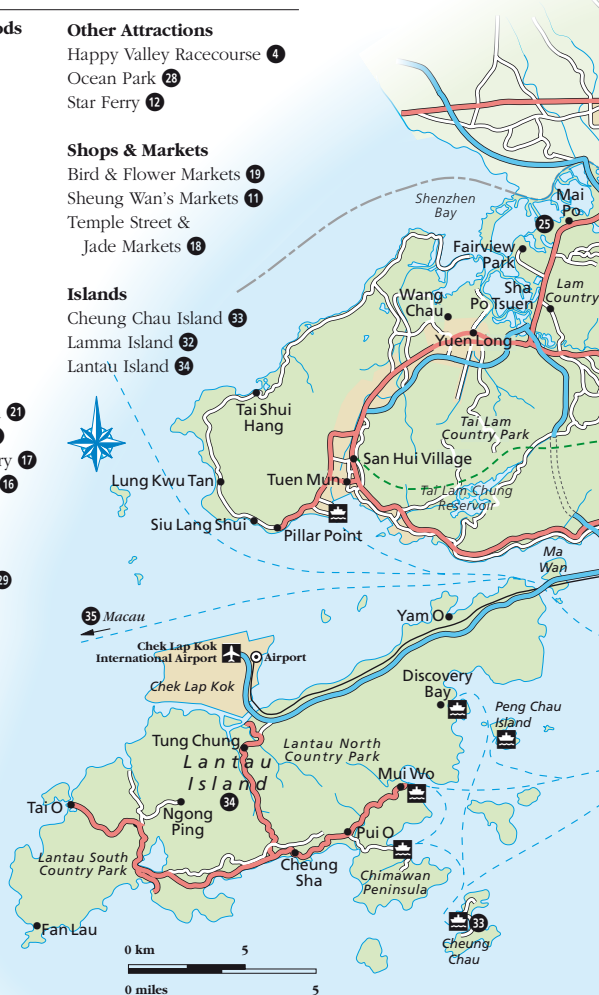 ods
Other Attractions
Happy Valley Racecourse 4
Ocean Park 28
Star Ferry 12
Shops & Markets
Bird & Flower Markets 19
Sheung Wan's Markets 11
Temple Street &
Jade Markets 18
Islands
Cheung Chau Island 33
Lamma Island 32
Lantau Island 34
21
ry 17
16
29
Shenzhen
Bay
Mai
Po
25
Fairview
Park
Sha
Po Tsuen
Lam
Country
Wang
Chau
Yuen Long
Tai Shui
Hang
Tai Lam
Country Park
San Hui Village
Lung Kwu Tan
Tuen Mun
Tai Lam Chung
Reservoir
Siu Lang Shui
Pillar Point
Ma
Wan
35 Macau
Yam O
Chek Lap Kok
International Airport
Airport
Chek Lap Kok
Discovery
Bay
Peng Chau
Island
Tung Chung
Lantau North
Country Park
Lantau
Island
34
Mui Wo
Tai O
Ngong
Ping
Pui O
Lantau South
Country Park
Cheung
Sha
Chimawan
Peninsula
Fan Lau
33
Cheung
Chau
0 km 5
0 miles 5